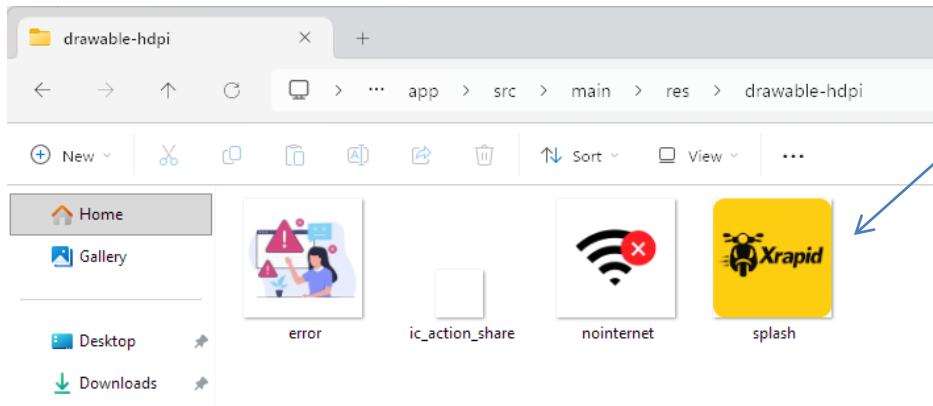 drawable-hdpi
app > src > main > res > drawable-hdpi
New
Sort
View
Home
Gallery
Xrapid
error
ic_action_share
nointernet
splash
Desktop
Downloads